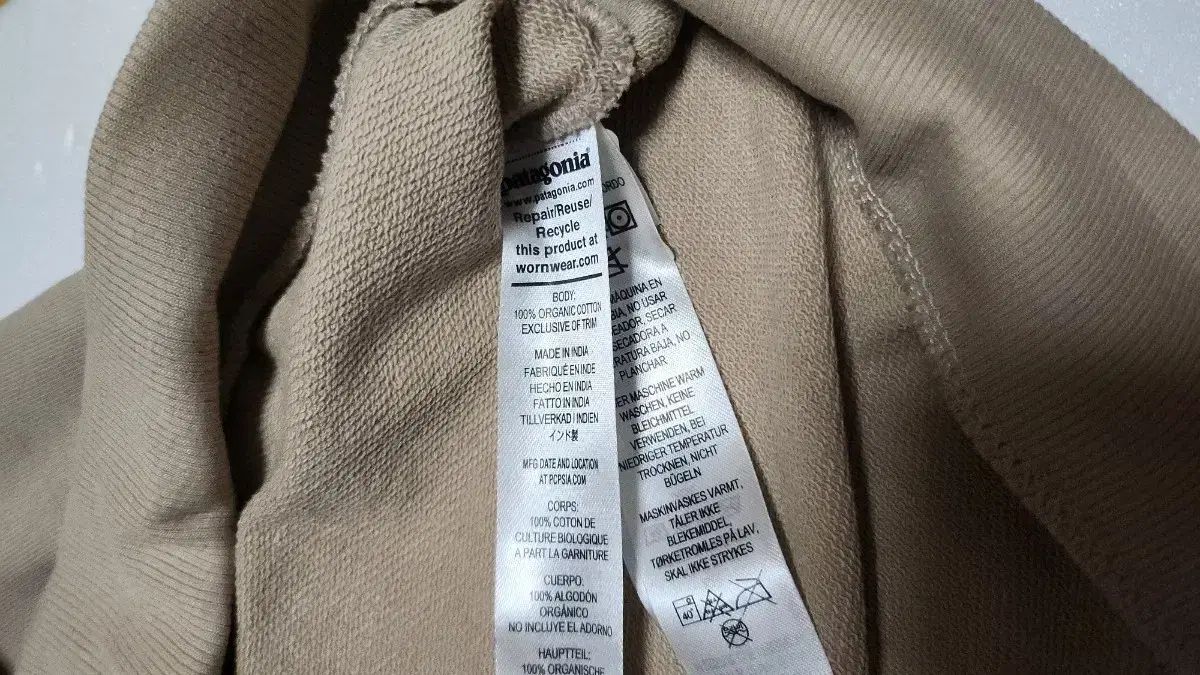 patagonia®
www.patagonia.com
Repair/Reuse/
Recycle
this product at
wornwear.com
BODY:
100% ORGANIC COTTON
EXCLUSIVE OF TRIM
MADE IN INDIA
FABRIQUÉ EN INDE
HECHO EN INDIA
FATTO IN INDIA
TILLVERKAD I INDIEN
インド製
MFG DATE AND LOCATION
AT PCPSIA.COM
CORPS:
100% COTON DE
CULTURE BIOLOGIQUE
A PART LA GARNITURE
CUERPO:
100% ALGODÓN
ORGÁNICO
NO INCLUYE EL ADORNO
HAUPTTEIL:
100% ORGANISCHE
MÁQUINA EN
NO USAR
SECAR
SECADORA A
BAJA, NO
PLANCHAR
MASCHINE WARM
WASCHEN, KEINE
BLEICHMITTEL
VERWENDEN, BEI
NIEDRIGER TEMPERATUR
TROCKNEN, NICHT
BÜGELN
MASKINVASKES VARMT,
TÅLER IKKE
BLEKEMIDDEL,
TØRKETROMLES PÅ LAV,
SKAL IKKE STRYKES
40°